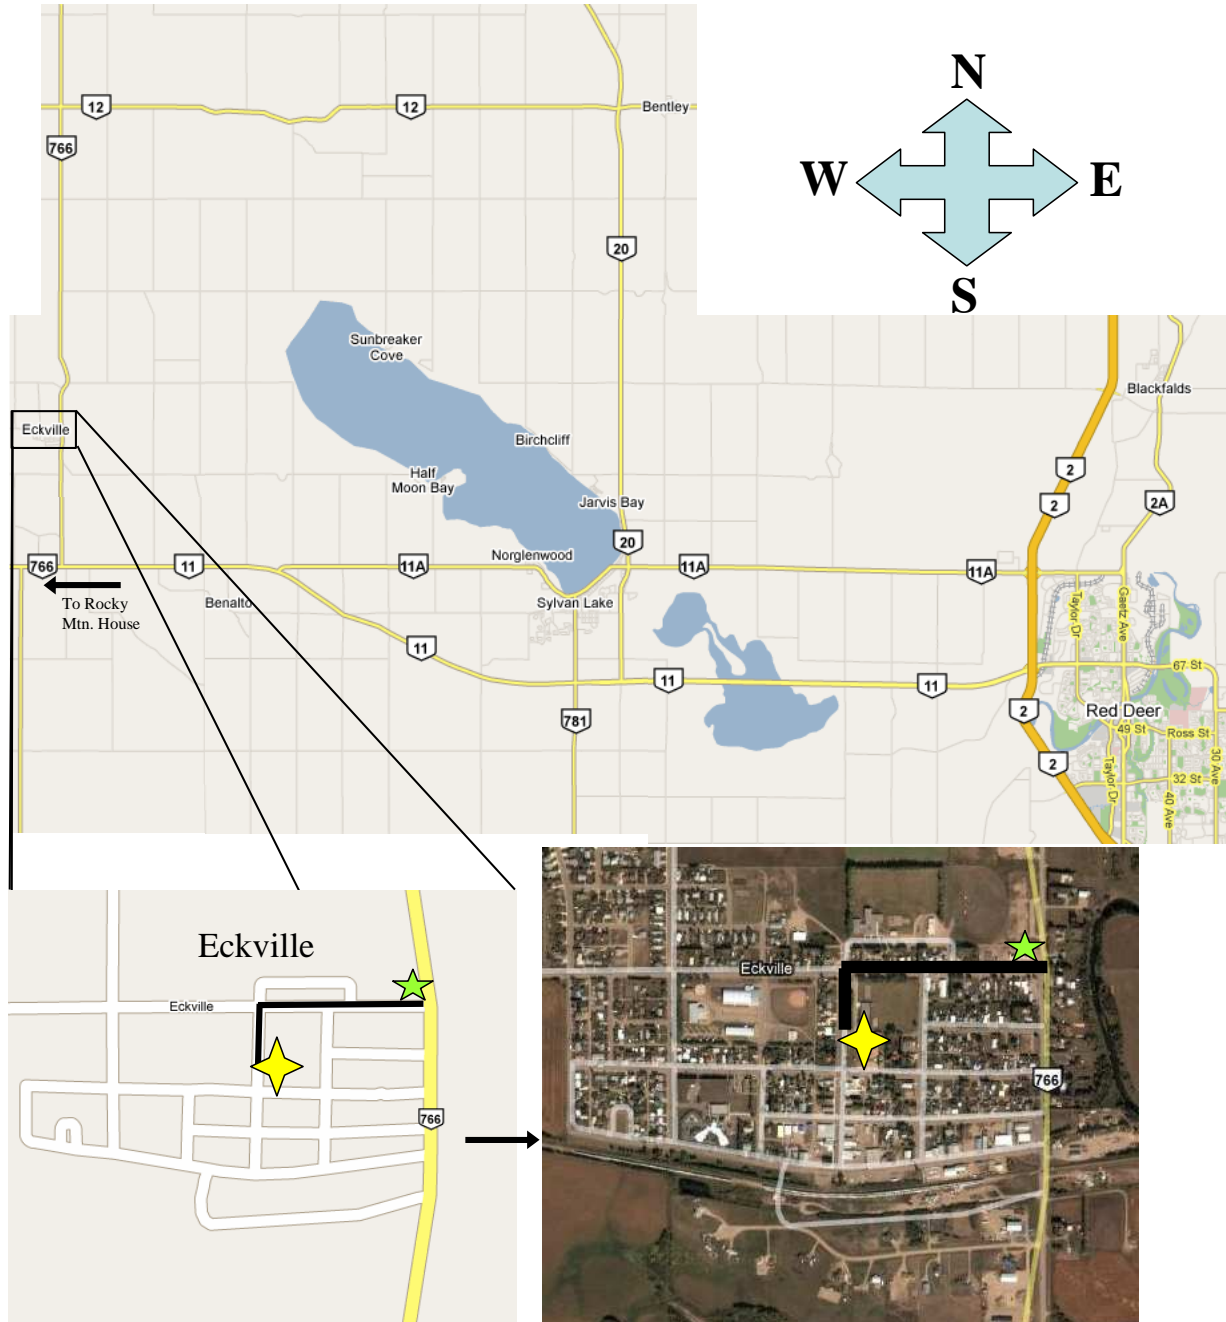 N
W
E
S
12
12
Bentley
766
20
Sunbreaker
Cove
Blackfalds
Eckville
Birchcliff
2
Half
Moon Bay
Jarvis Bay
2
2A
20
Norglenwood
766
11
11A
11A
11A
To Rocky
Mtn. House
Benalto
Sylvan Lake
Taylor Dr
Gaetz Ave
11
11
11
67 St
2
781
Red Deer
49 St
Ross St
2
Taylor Dr
32 St
40 Ave
30 Ave
Eckville
Eckville
766
Eckville
766